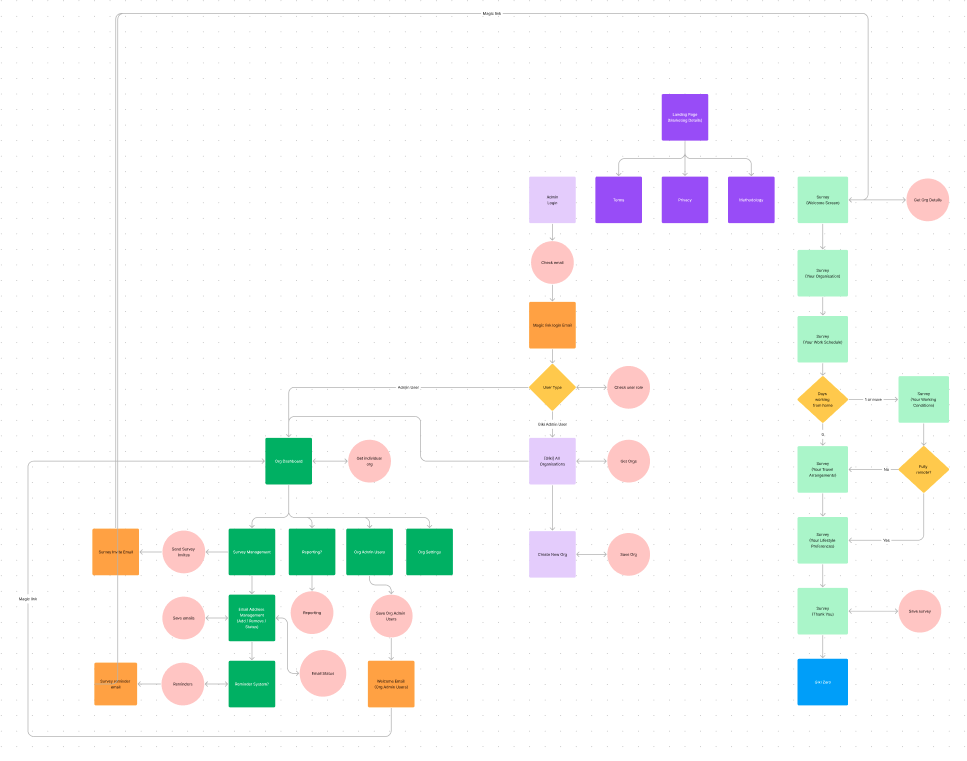 Magic link
Landing Page
(Marketing Details)
Admin
Login
Terms
Privacy
Methodology
Survey
(Welcome Screen)
Get Org Details
Check email
Survey
(Your Organisation)
Magic link login Email
Survey
(Your Work Schedule)
Admin User
User Type
Check user role
Days
working
from home
1 or more
Survey
(Your Working
Conditions)
Giki Admin User
0
Org Dashboard
Get Individual
org
[Giki] All
Organisations
Get Orgs
Survey
(Your Travel
Arrangements)
No
Fully
remote?
Survey Invite Email
Send Survey
Invites
Survey Management
Reporting?
Org Admin Users
Org Settings
Create New Org
Save Org
Survey
(Your Lifestyle
Preferences)
Yes
Magic link
Save emails
Email Address
Management
(Add / Remove /
Status)
Reporting
Save Org Admin
Users
Survey
(Thank You)
Save survey
Survey reminder
email
Reminders
Reminder System?
Email Status
Welcome Email
(Org Admin Users)
Giki Zero